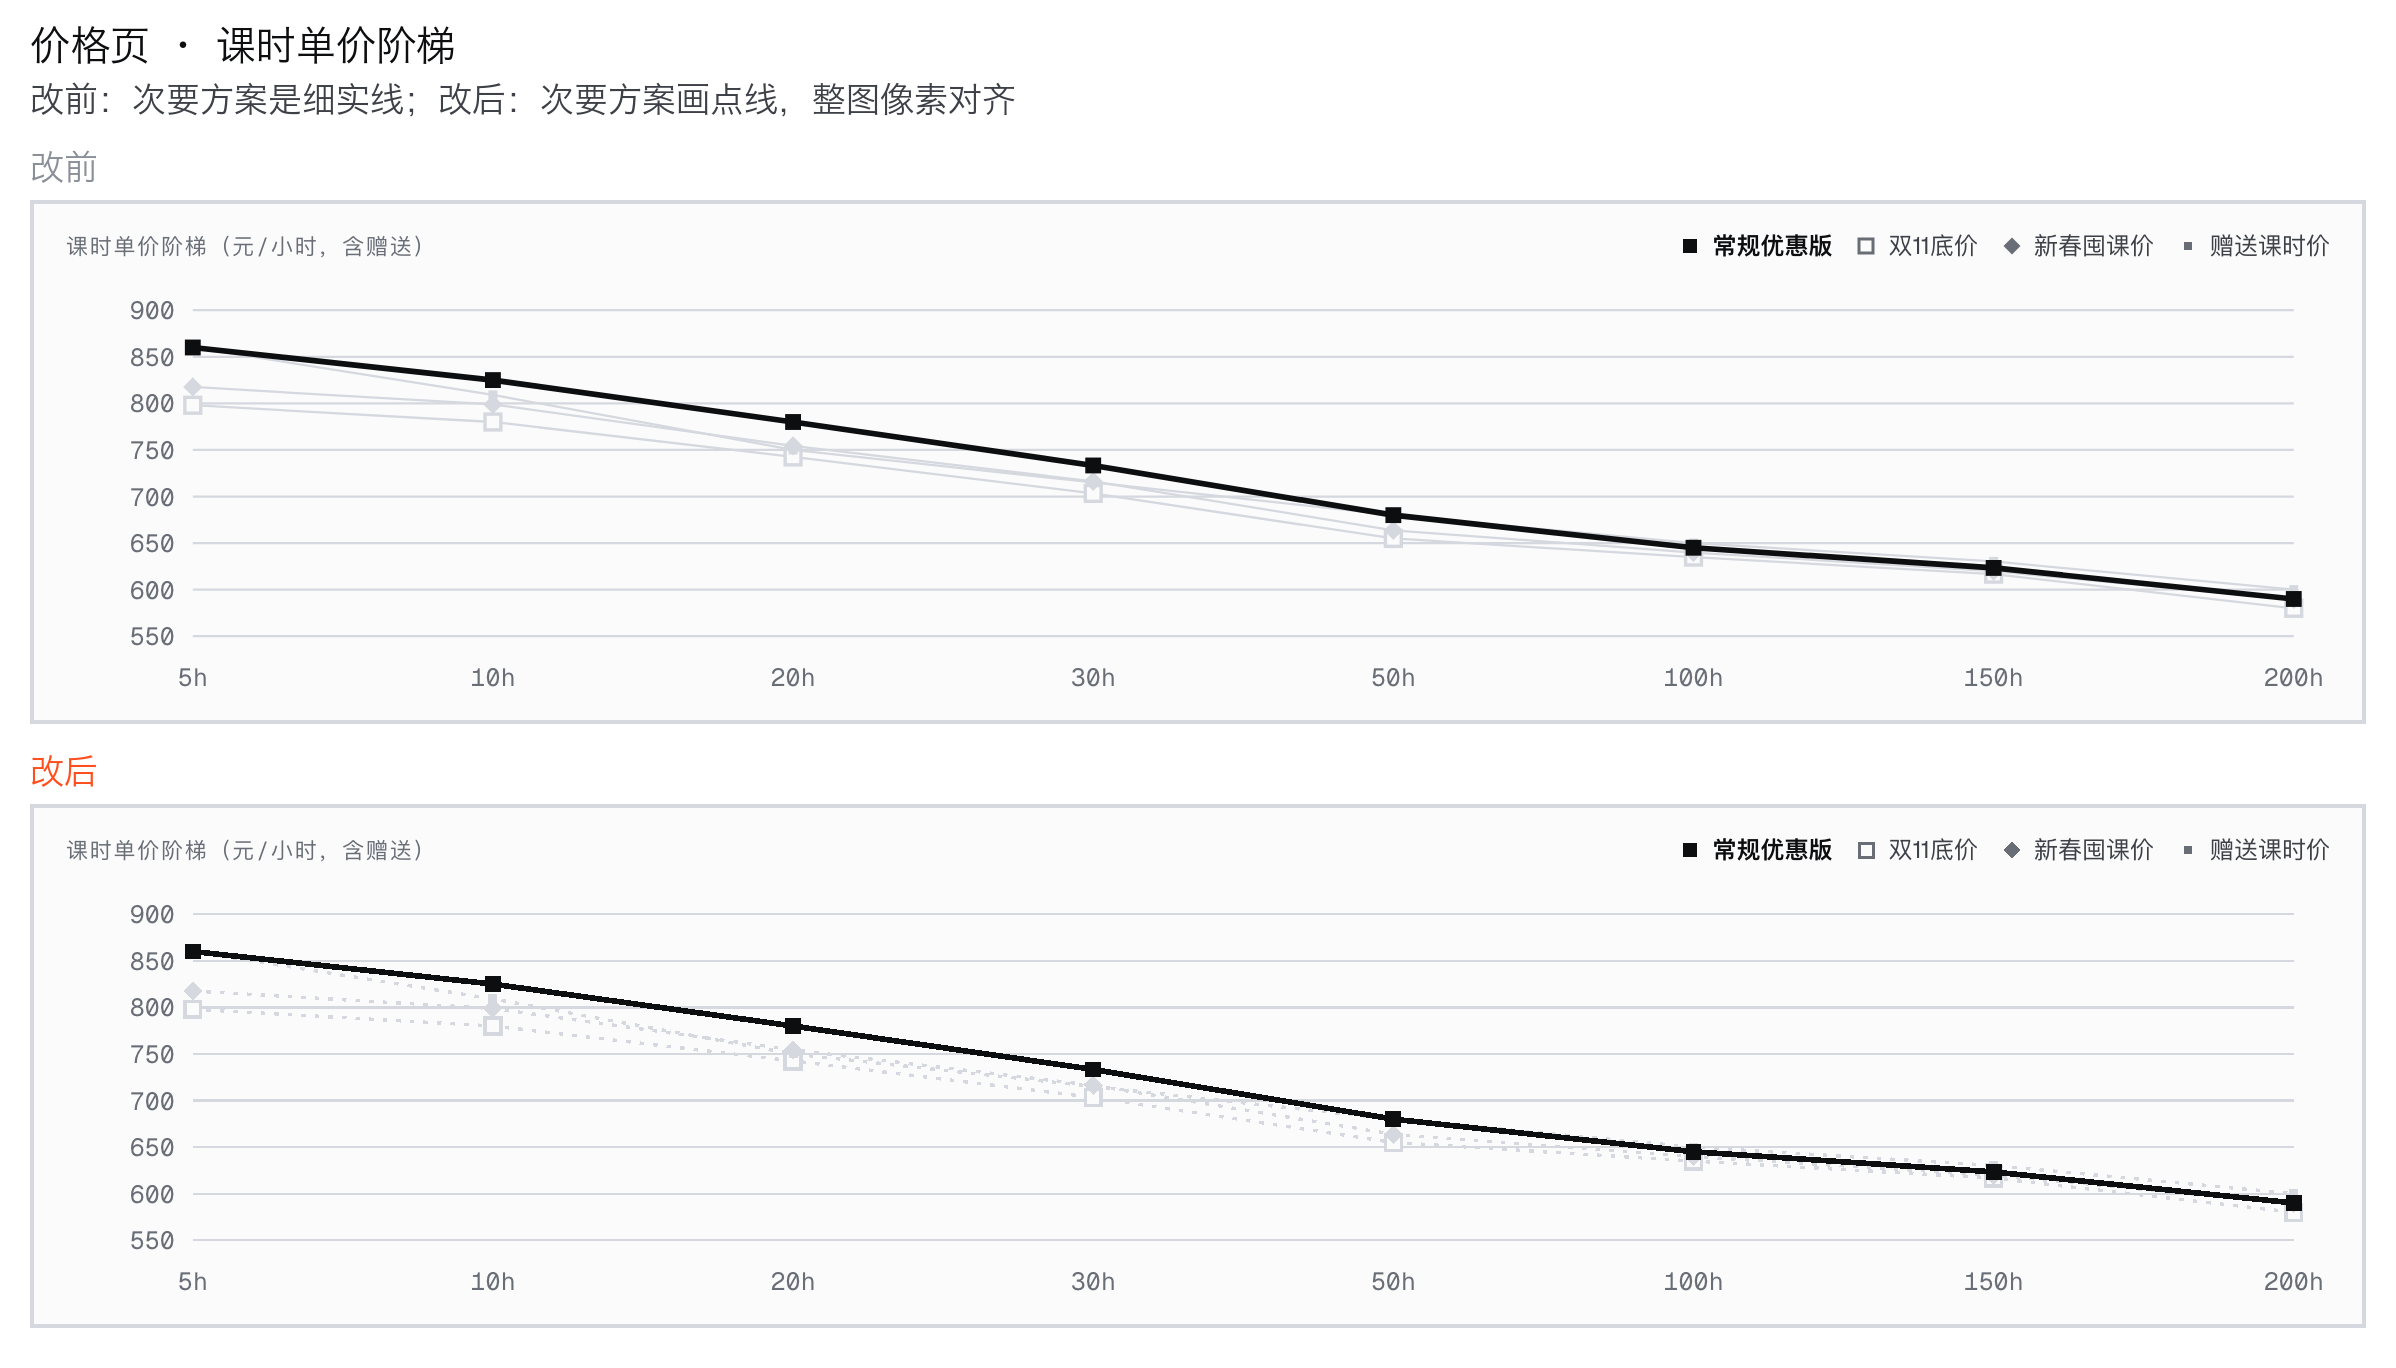 价格页 · 课时单价阶梯
改前：次要方案是细实线；改后：次要方案画点线，整图像素对齐
改前
课时单价阶梯（元/小时，含赠送）
常规优惠版 双11底价 新春囤课价 赠送课时价
900
850
800
750
700
650
600
550
5h 10h 20h 30h 50h 100h 150h 200h
改后
课时单价阶梯（元/小时，含赠送）
常规优惠版 双11底价 新春囤课价 赠送课时价
900
850
800
750
700
650
600
550
5h 10h 20h 30h 50h 100h 150h 200h